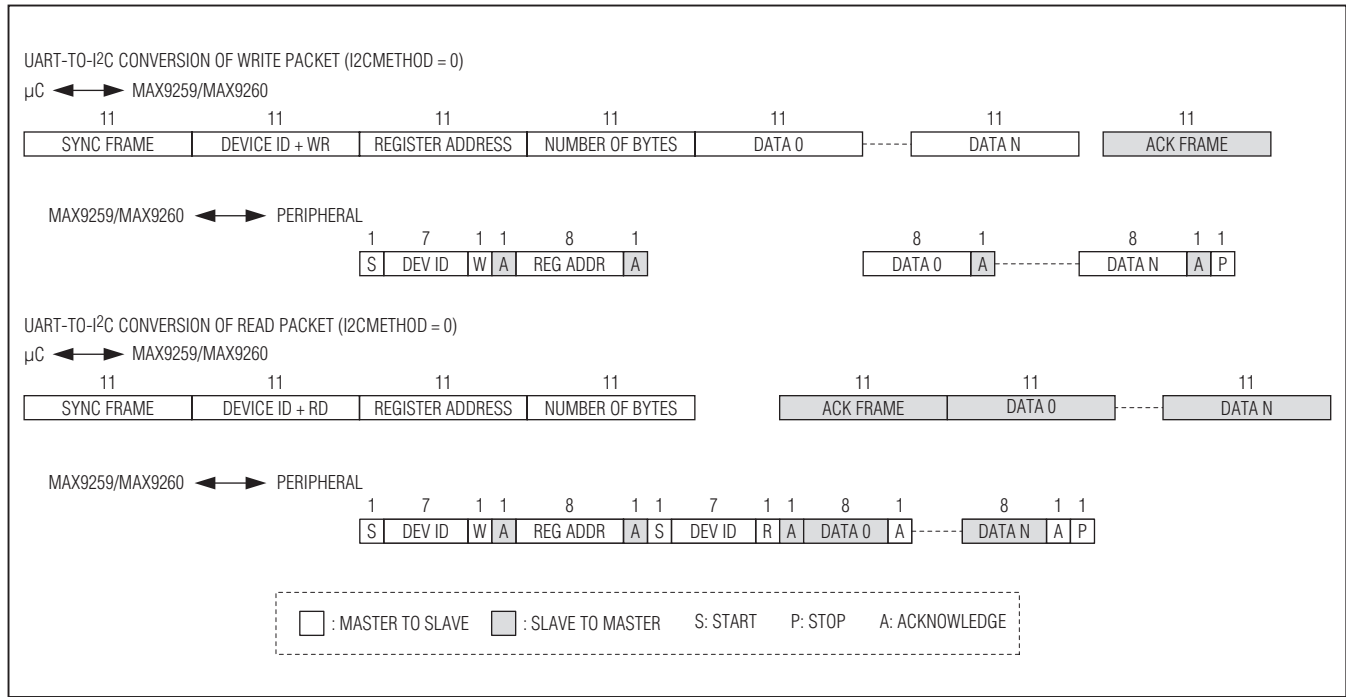 UART-TO-I2C CONVERSION OF WRITE PACKET (I2CMETHOD = 0)
µC MAX9259/MAX9260
11 11 11 11 11 11 11
SYNC FRAME DEVICE ID + WR REGISTER ADDRESS NUMBER OF BYTES DATA 0 DATA N ACK FRAME
MAX9259/MAX9260 PERIPHERAL
1 7 1 1 8 1 8 1 8 1 1
S DEV ID W A REG ADDR A DATA 0 A DATA N A P
UART-TO-I2C CONVERSION OF READ PACKET (I2CMETHOD = 0)
µC MAX9259/MAX9260
11 11 11 11 11 11 11
SYNC FRAME DEVICE ID + RD REGISTER ADDRESS NUMBER OF BYTES ACK FRAME DATA 0 DATA N
MAX9259/MAX9260 PERIPHERAL
1 7 1 1 8 1 1 7 1 1 8 1 8 1 1
S DEV ID W A REG ADDR A S DEV ID R A DATA 0 A DATA N A P
: MASTER TO SLAVE : SLAVE TO MASTER S: START P: STOP A: ACKNOWLEDGE